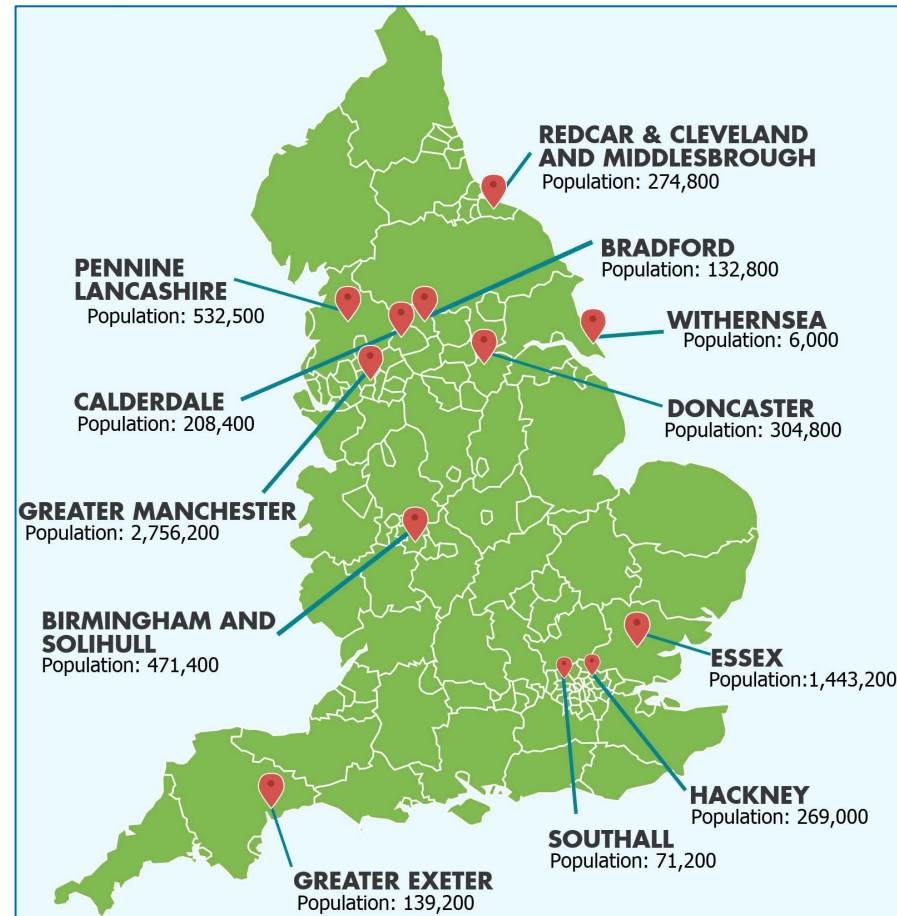 REDCAR & CLEVELAND
AND MIDDLESBROUGH
Population: 274,800
BRADFORD
Population: 132,800
PENNINE
LANCASHIRE
Population: 532,500
WITHERNSEA
Population: 6,000
CALDERDALE
Population: 208,400
DONCASTER
Population: 304,800
GREATER MANCHESTER
Population: 2,756,200
BIRMINGHAM AND
SOLIHULL
Population: 471,400
ESSEX
Population:1,443,200
HACKNEY
Population: 269,000
SOUTHALL
Population: 71,200
GREATER EXETER
Population: 139,200